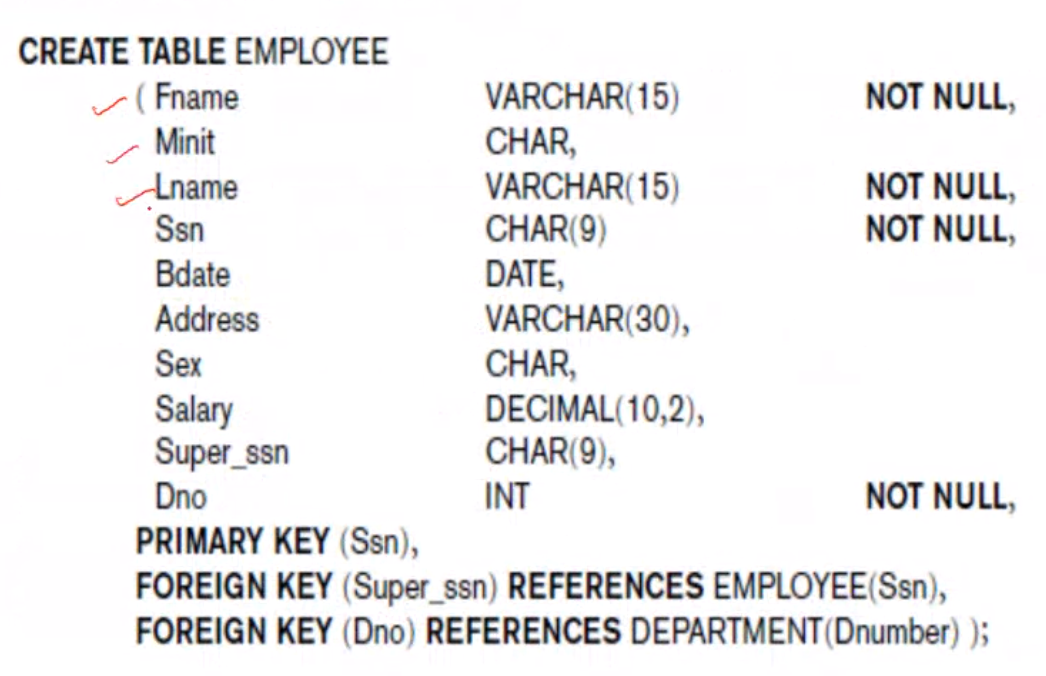 CREATE TABLE EMPLOYEE
( Fname VARCHAR(15) NOT NULL,
Minit CHAR,
Lname VARCHAR(15) NOT NULL,
Ssn CHAR(9) NOT NULL,
Bdate DATE,
Address VARCHAR(30),
Sex CHAR,
Salary DECIMAL(10,2),
Super_ssn CHAR(9),
Dno INT NOT NULL,
PRIMARY KEY (Ssn),
FOREIGN KEY (Super_ssn) REFERENCES EMPLOYEE(Ssn),
FOREIGN KEY (Dno) REFERENCES DEPARTMENT(Dnumber) );